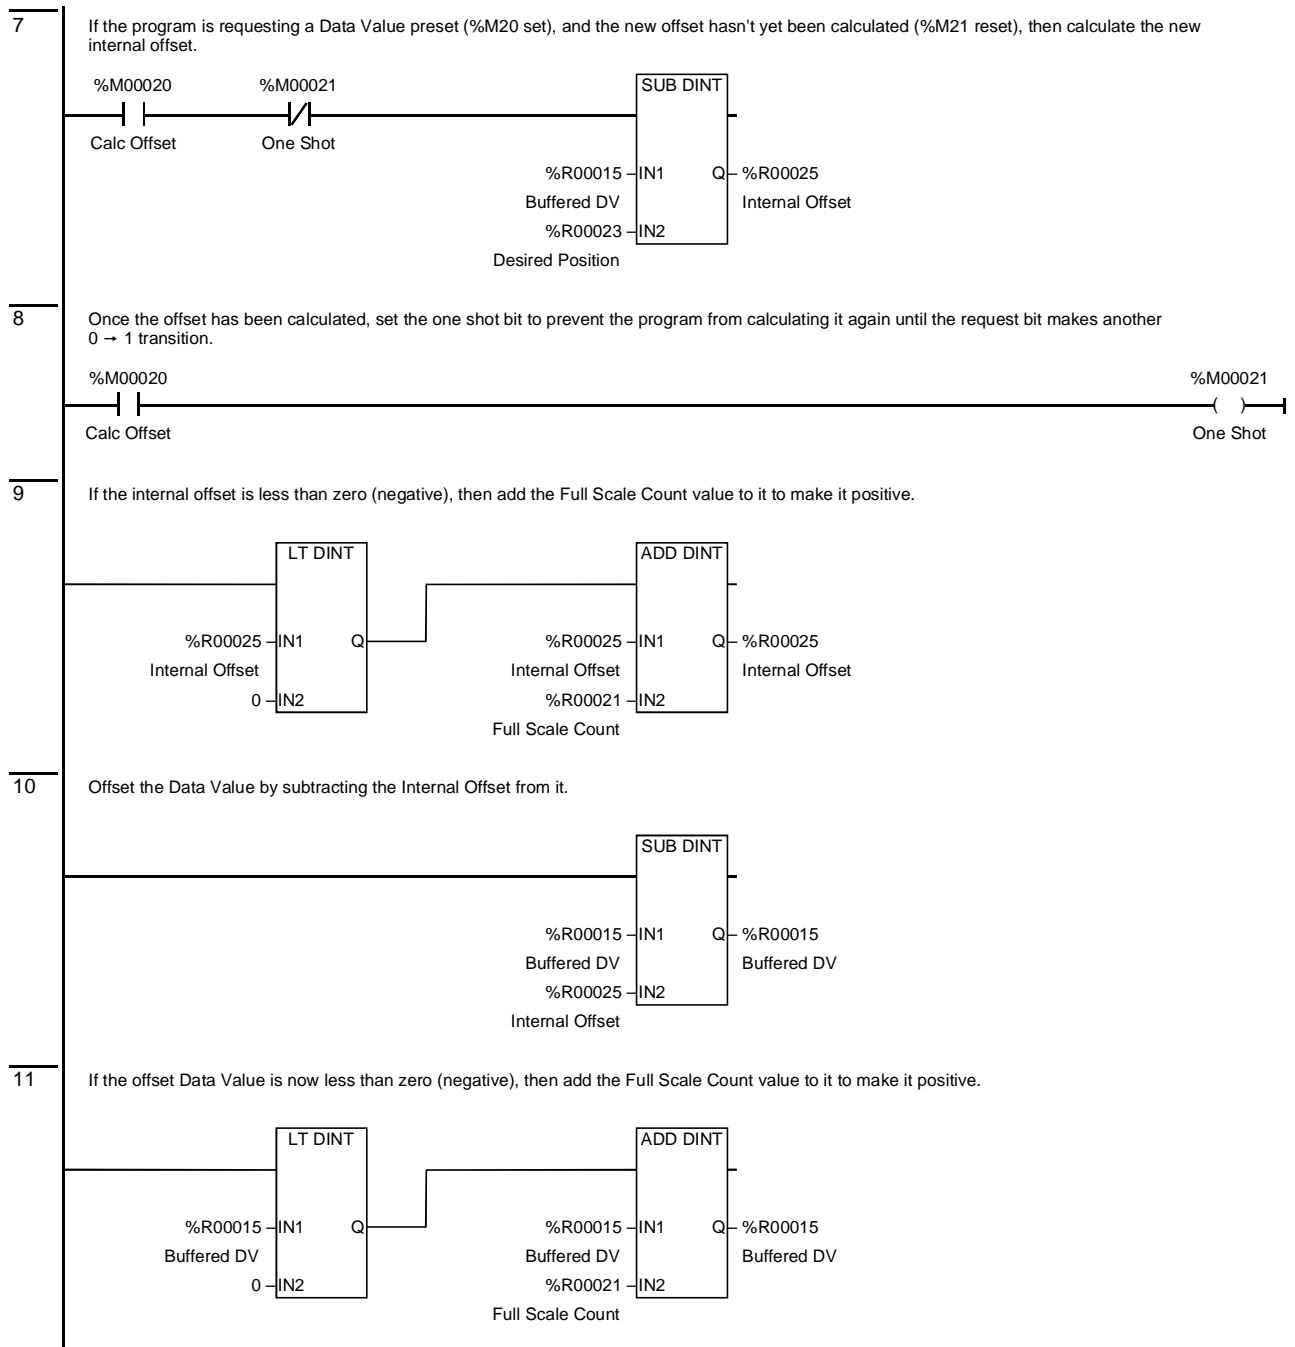 7
If the program is requesting a Data Value preset (%M20 set), and the new offset hasn't yet been calculated (%M21 reset), then calculate the new
internal offset.
%M00020 %M00021 SUB DINT
Calc Offset One Shot
%R00015 IN1 Q %R00025
Buffered DV Internal Offset
%R00023 IN2
Desired Position
8
Once the offset has been calculated, set the one shot bit to prevent the program from calculating it again until the request bit makes another
0 → 1 transition.
%M00020 %M00021
Calc Offset One Shot
9
If the internal offset is less than zero (negative), then add the Full Scale Count value to it to make it positive.
LT DINT ADD DINT
%R00025 IN1 Q %R00025 IN1 Q %R00025
Internal Offset Internal Offset Internal Offset
0 IN2 %R00021 IN2
Full Scale Count
10
Offset the Data Value by subtracting the Internal Offset from it.
SUB DINT
%R00015 IN1 Q %R00015
Buffered DV Buffered DV
%R00025 IN2
Internal Offset
11
If the offset Data Value is now less than zero (negative), then add the Full Scale Count value to it to make it positive.
LT DINT ADD DINT
%R00015 IN1 Q %R00015 IN1 Q %R00015
Buffered DV Buffered DV Buffered DV
0 IN2 %R00021 IN2
Full Scale Count